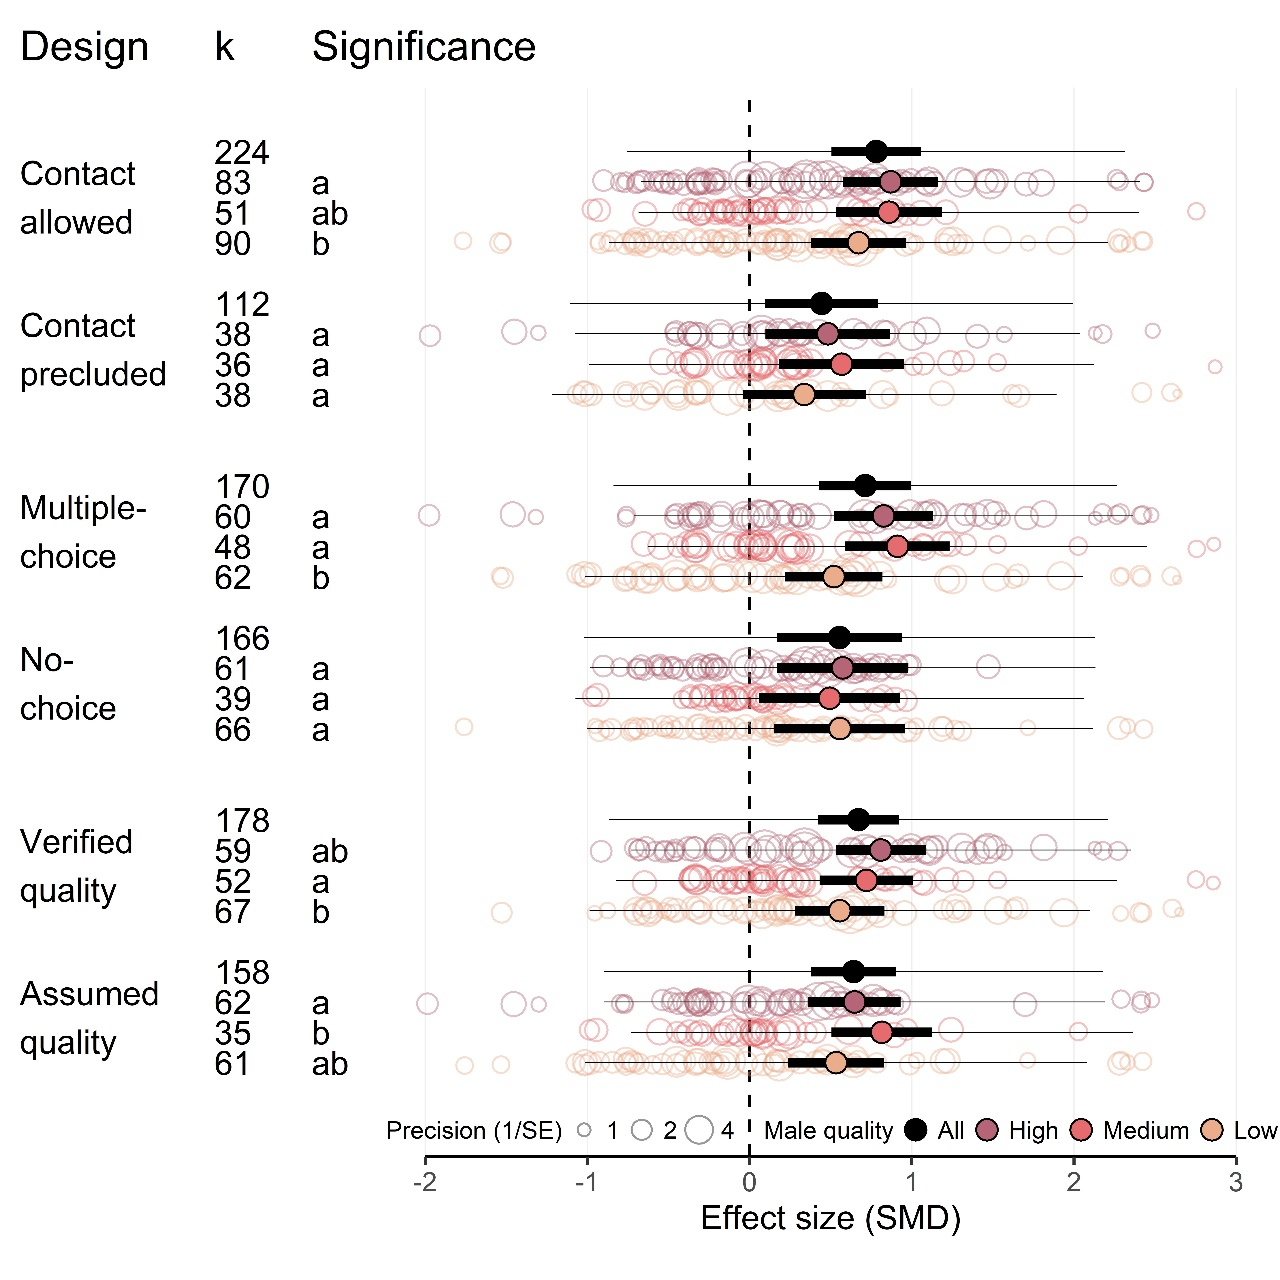 Design k Significance
224
Contact 83 a
allowed 51 ab
90 b
112
Contact 38 a
precluded 36 a
38 a
170
Multiple- 60 a
choice 48 a
62 b
166
No- 61 a
choice 39 a
66 a
178
Verified 59 ab
quality 52 a
67 b
158
Assumed 62 a
quality 35 b
61 ab
Precision (1/SE) 1 2 4 Male quality All High Medium Low
-2 -1 0 1 2 3
Effect size (SMD)